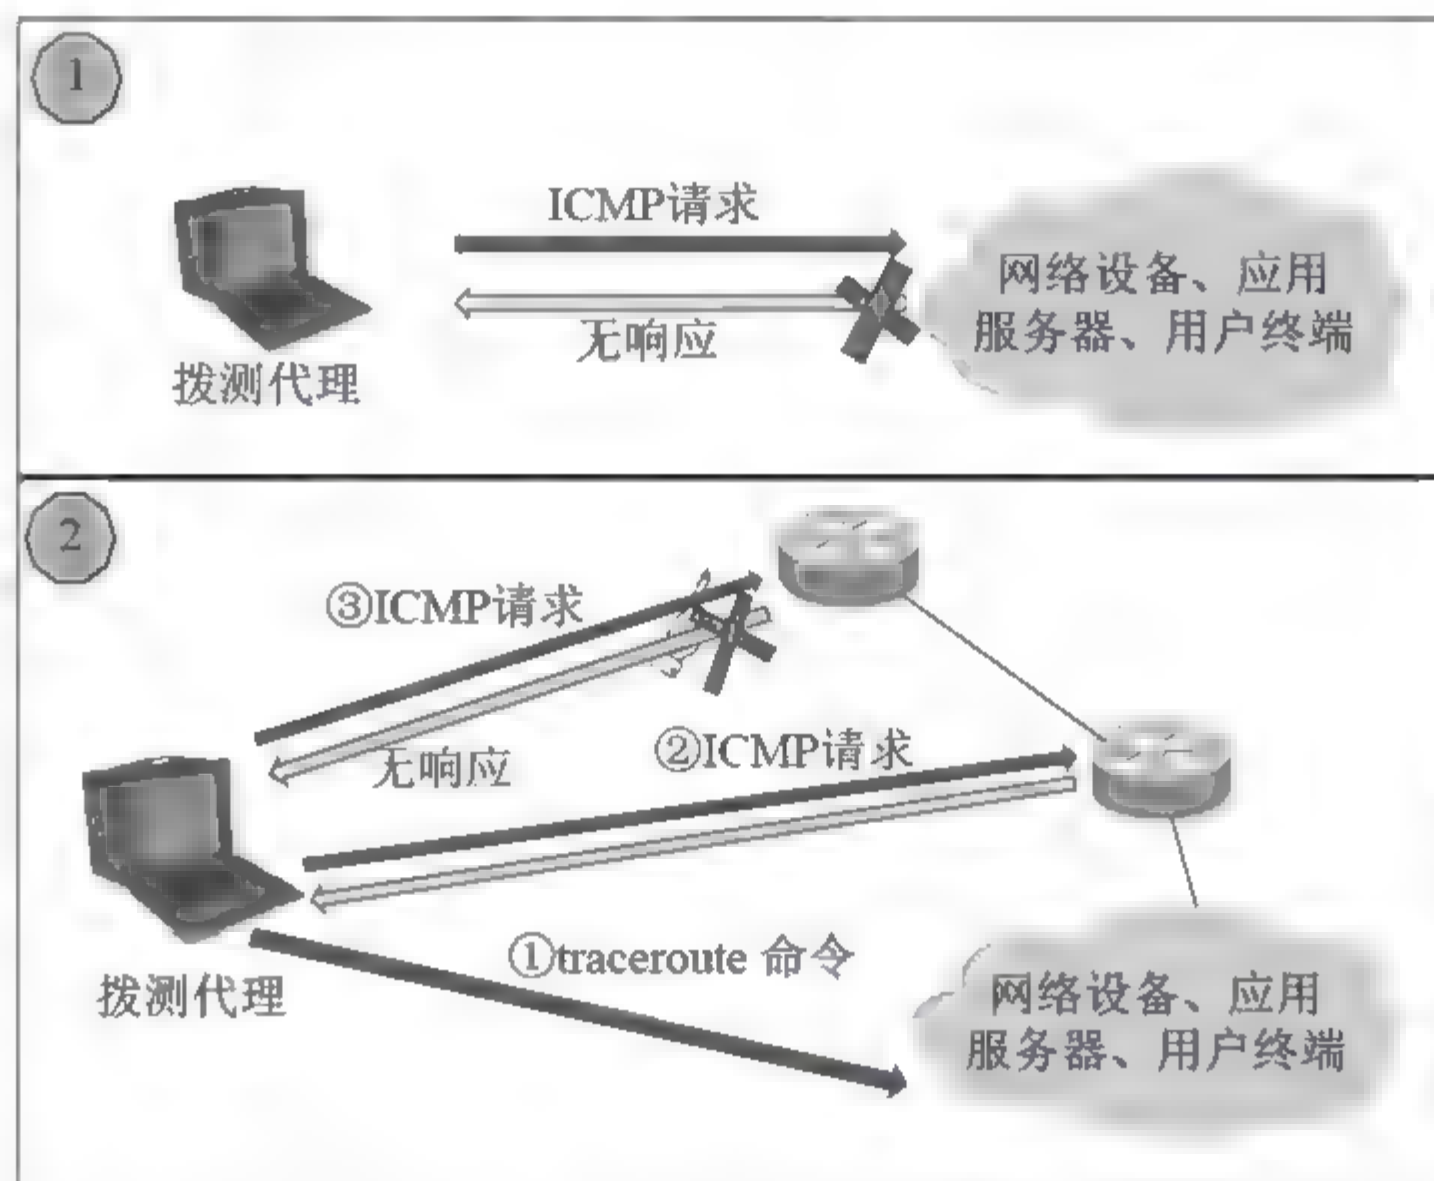 1
ICMP请求
网络设备、应用
服务器、用户终端
无响应
拨测代理
2
③ICMP请求
无响应
②ICMP请求
①traceroute 命令
拨测代理
网络设备、应用
服务器、用户终端